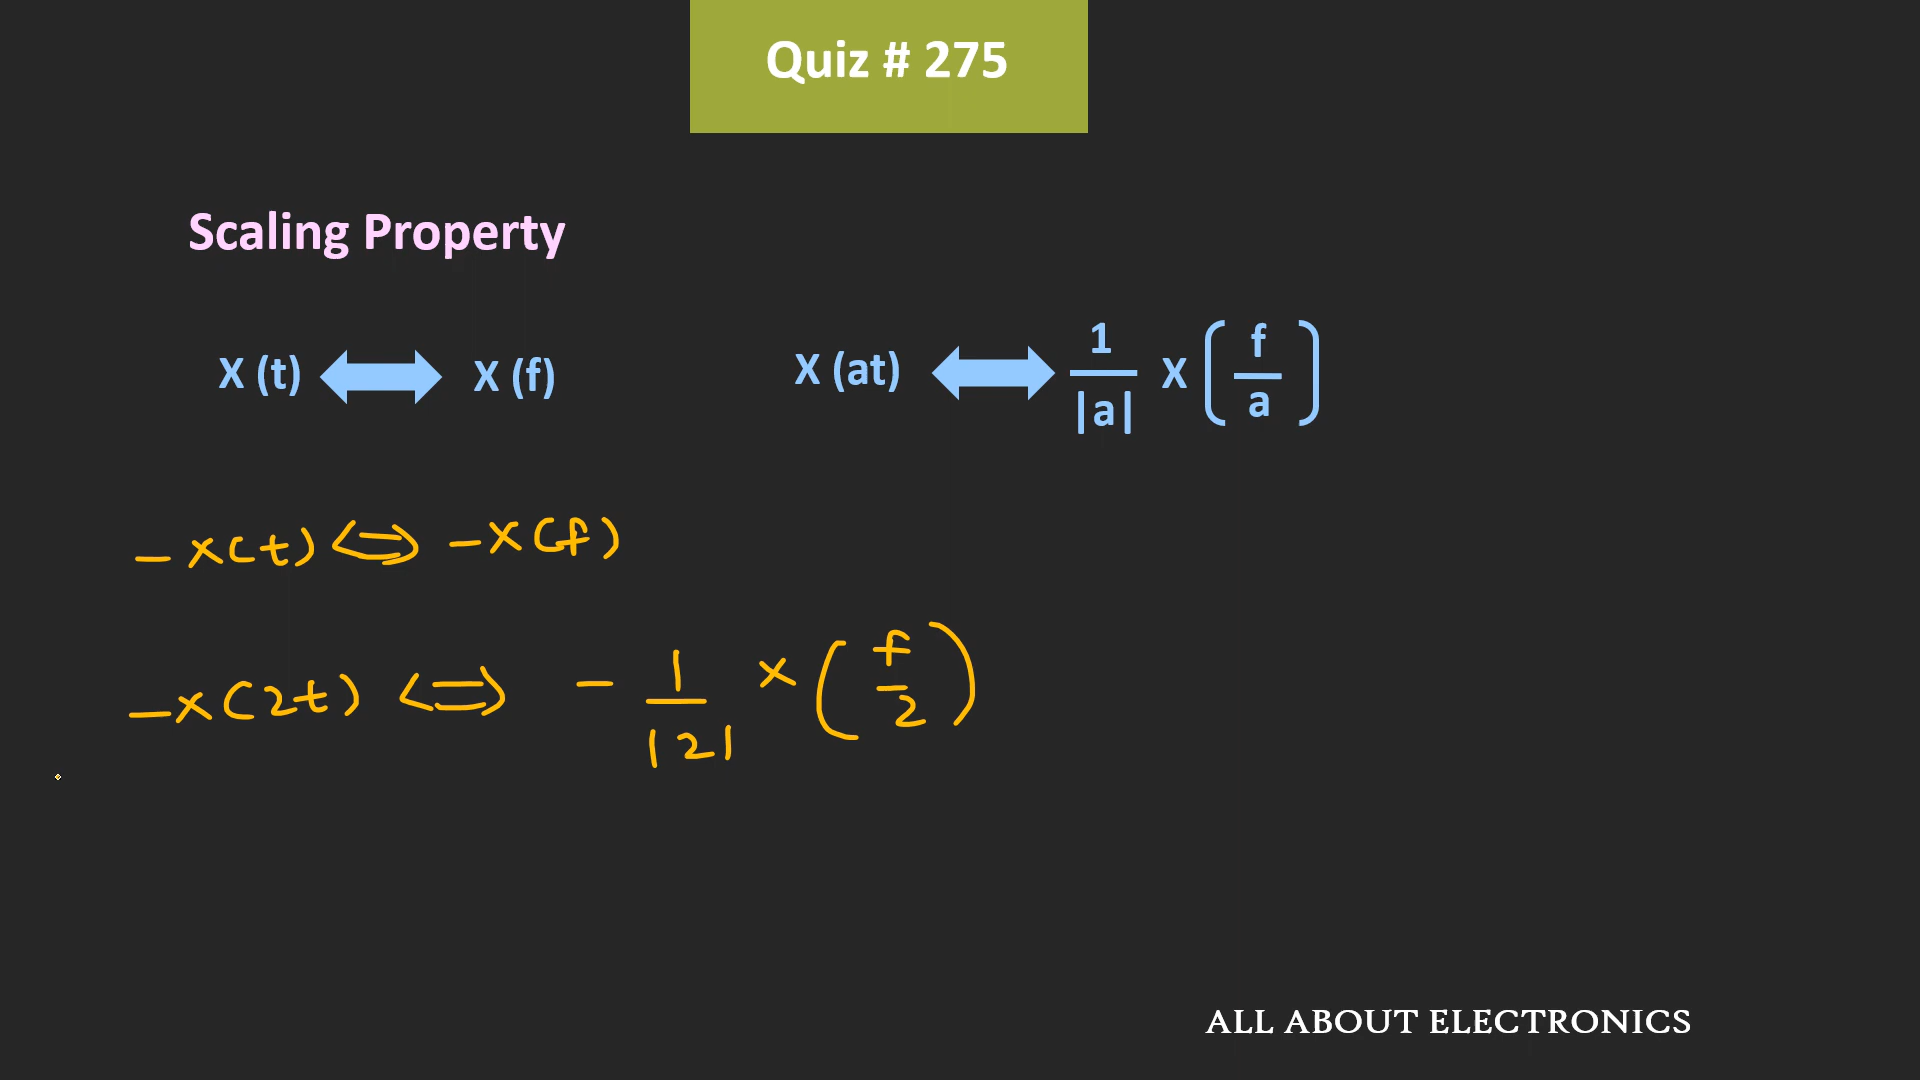 Quiz # 275
Scaling Property
X (t) ⟺ X (f)
X (at) ⟺ 1/|a| X (f/a)
– x(t) ⟺ – X(f)
– x(2t) ⟺ – 1/|2| x (f/2)
ALL ABOUT ELECTRONICS